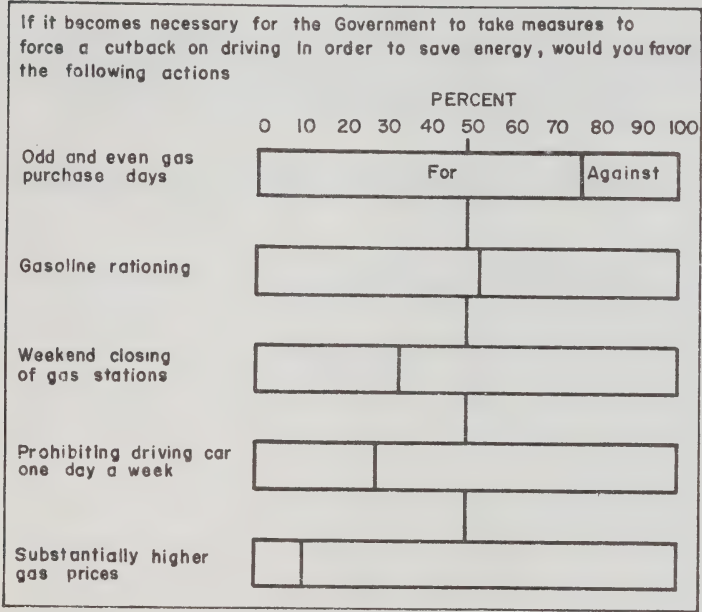 If it becomes necessary for the Government to take measures to
force a cutback on driving in order to save energy, would you favor
the following actions
PERCENT
0 10 20 30 40 50 60 70 80 90 100
Odd and even gas
purchase days
For
Against
Gasoline rationing
Weekend closing
of gas stations
Prohibiting driving car
one day a week
Substantially higher
gas prices